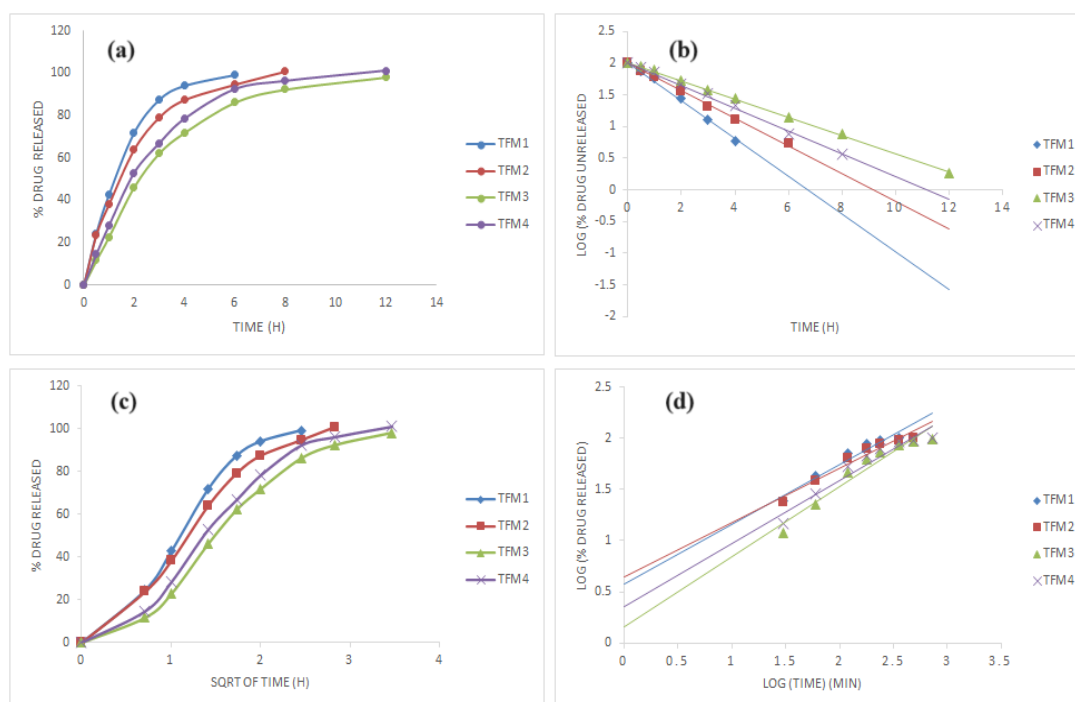 (a)
% DRUG RELEASED
120
100
80
60
40
20
0
0 2 4 6 8 10 12 14
TIME (H)
TFM1
TFM2
TFM3
TFM4
(b)
LOG (% DRUG UNRELEASED)
2.5
2
1.5
1
0.5
0
-0.5
-1
-1.5
-2
0 2 4 6 8 10 12 14
TIME (H)
TFM1
TFM2
TFM3
TFM4
(c)
% DRUG RELEASED
120
100
80
60
40
20
0
0 1 2 3 4
SQRT OF TIME (H)
TFM1
TFM2
TFM3
TFM4
(d)
LOG (% DRUG RELEASED)
2.5
2
1.5
1
0.5
0
0 0.5 1 1.5 2 2.5 3 3.5
LOG (TIME) (MIN)
TFM1
TFM2
TFM3
TFM4